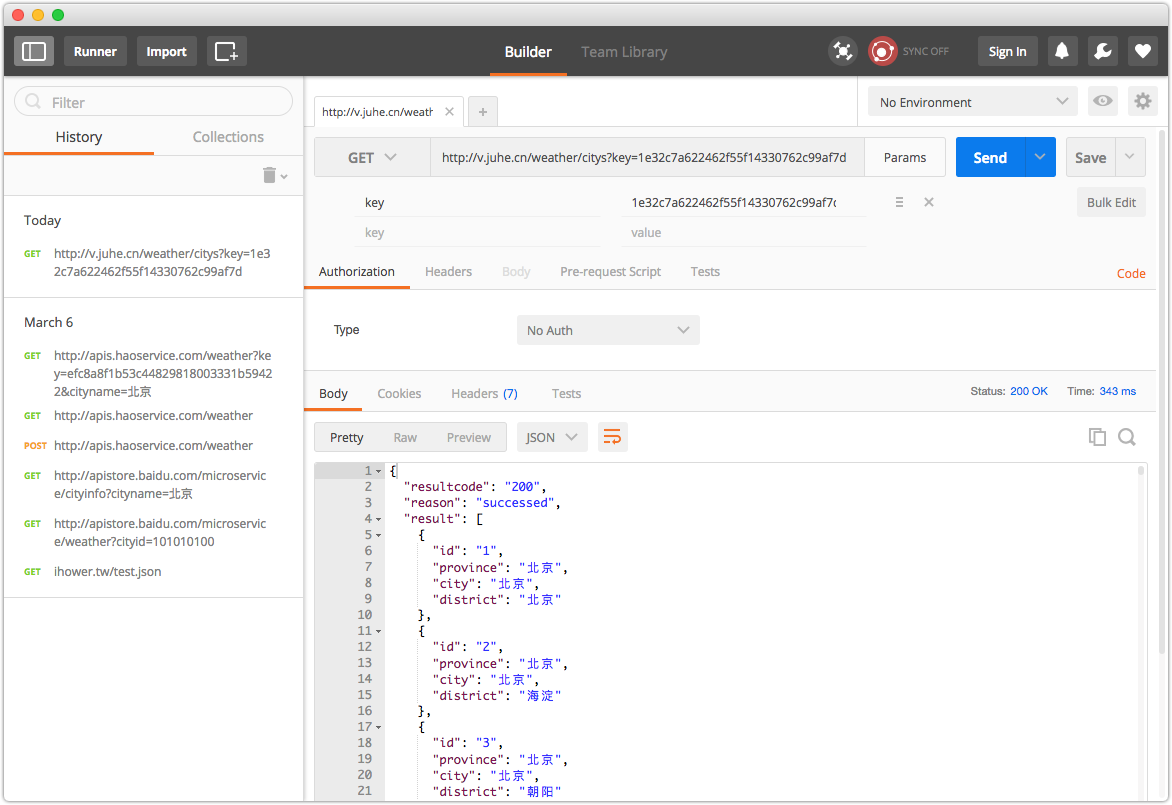 Runner Import Builder Team Library SYNC OFF Sign In
Filter
History Collections
Today
GET http://v.juhe.cn/weather/citys?key=1e3
2c7a622462f55f14330762c99af7d
March 6
GET http://apis.haoservice.com/weather?ke
y=efc8a8f1b53c44829818003331b5942
2&cityname=北京
GET http://apis.haoservice.com/weather
POST http://apis.haoservice.com/weather
GET http://apistore.baidu.com/microservic
e/cityinfo?cityname=北京
GET http://apistore.baidu.com/microservic
e/weather?cityid=101010100
GET ihower.tw/test.json
http://v.juhe.cn/weath
No Environment
GET http://v.juhe.cn/weather/citys?key=1e32c7a622462f55f14330762c99af7d Params Send Save
key 1e32c7a622462f55f14330762c99af7d Bulk Edit
key value
Authorization Headers Body Pre-request Script Tests Code
Type No Auth
Body Cookies Headers (7) Tests Status: 200 OK Time: 343 ms
Pretty Raw Preview JSON
1 {
2 "resultcode": "200",
3 "reason": "successed",
4 "result": [
5 {
6 "id": "1",
7 "province": "北京",
8 "city": "北京",
9 "district": "北京"
10 },
11 {
12 "id": "2",
13 "province": "北京",
14 "city": "北京",
15 "district": "海淀"
16 },
17 {
18 "id": "3",
19 "province": "北京",
20 "city": "北京",
21 "district": "朝阳"